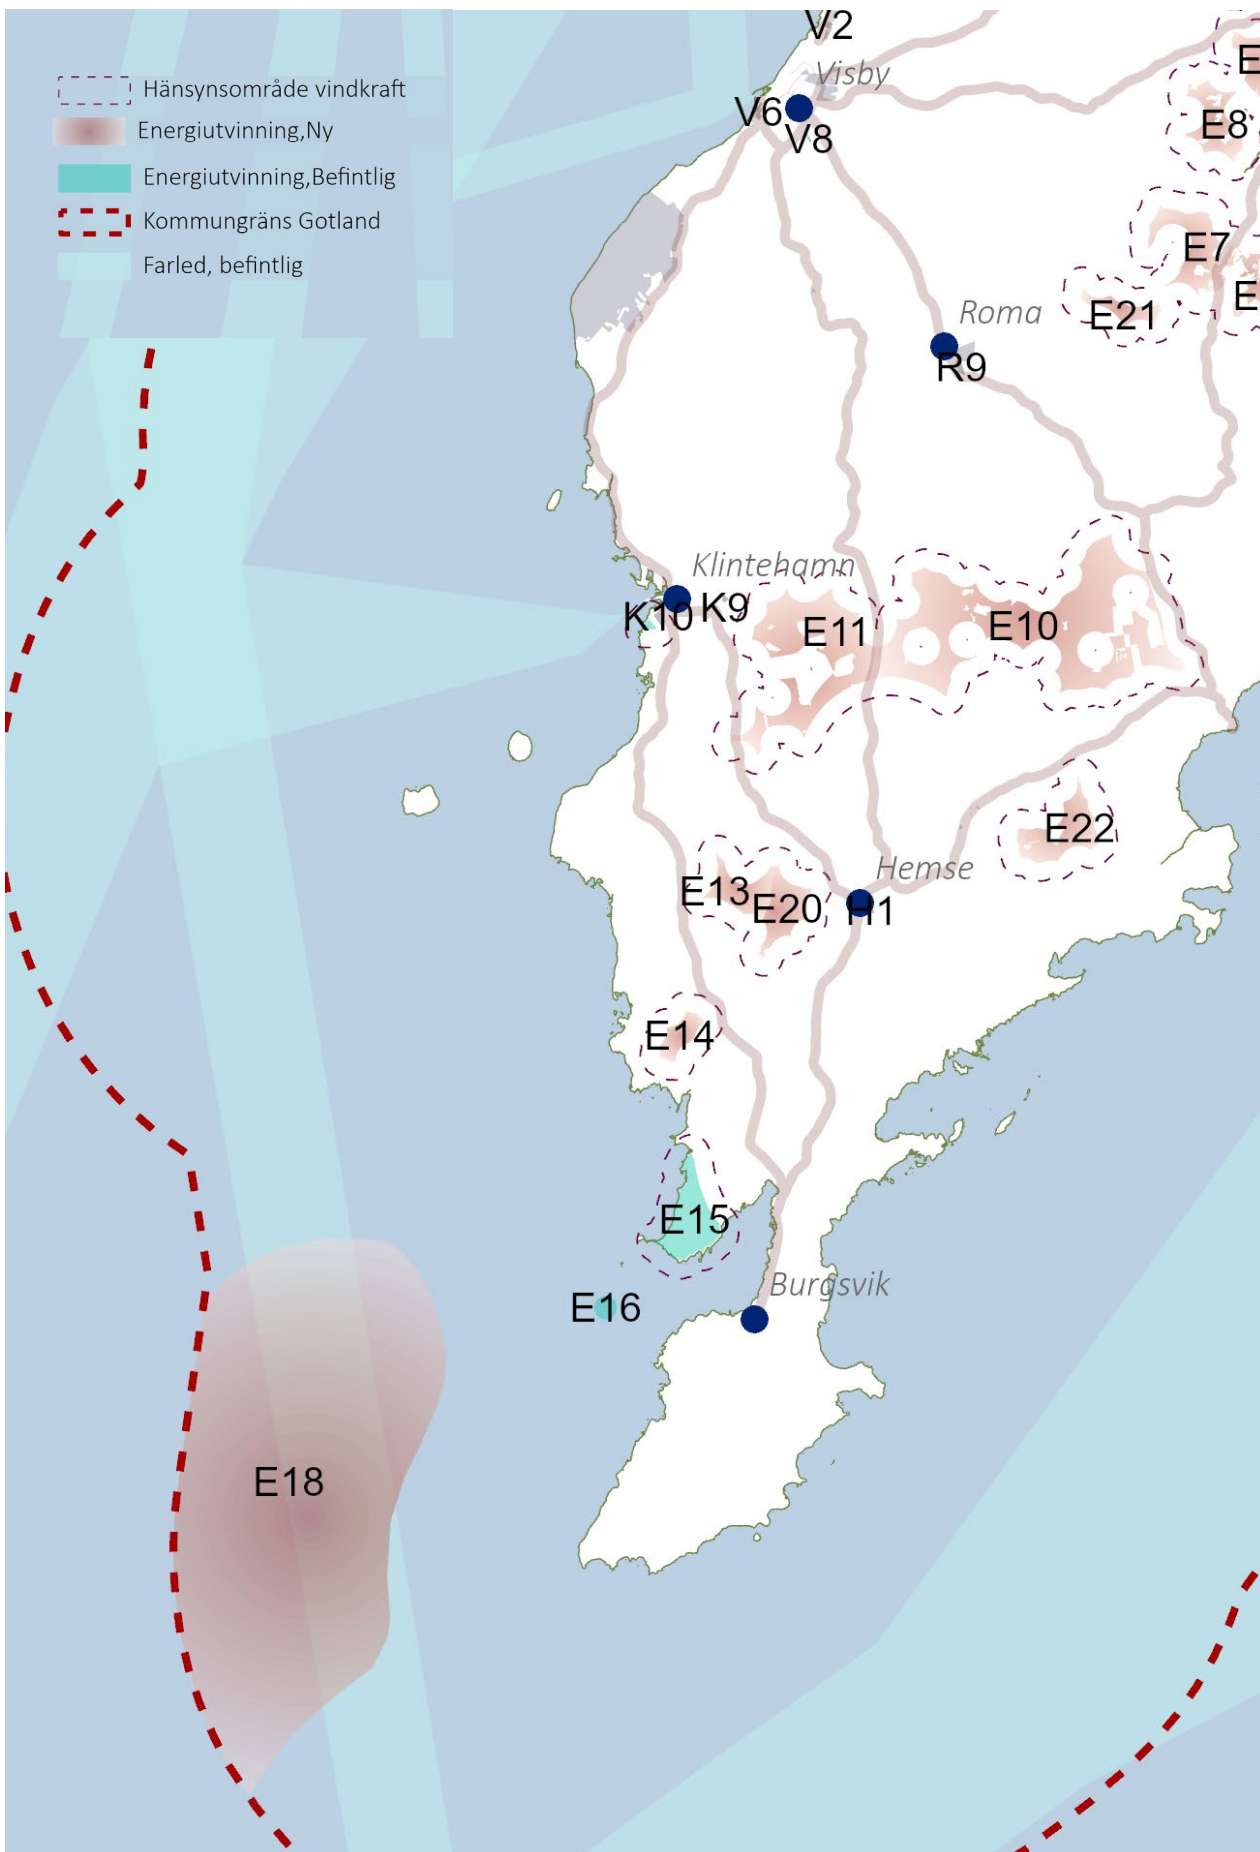 V2
Visby
E
Hänsynsområde vindkraft
V6
E8
Energiutvinning,Ny
V8
Energiutvinning,Befintlig
Kommungräns Gotland
E7
Farled, befintlig
E
Roma
E21
R9
Klintehamn
K10
K9
E11
E10
E22
Hemse
E13
E20
H1
E14
E15
Burgsvik
E16
E18